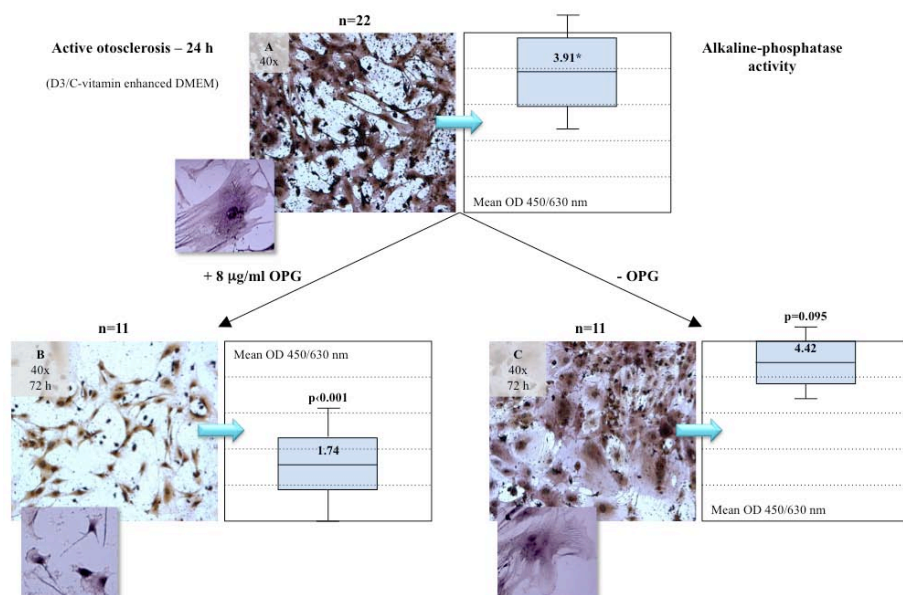 n=22
Active otosclerosis – 24 h
(D3/C-vitamin enhanced DMEM)
A
40x
3.91*
Mean OD 450/630 nm
Alkaline-phosphatase
activity
+ 8 μg/ml OPG
- OPG
n=11
B
40x
72 h
Mean OD 450/630 nm
p<0.001
1.74
n=11
C
40x
72 h
p=0.095
4.42
Mean OD 450/630 nm